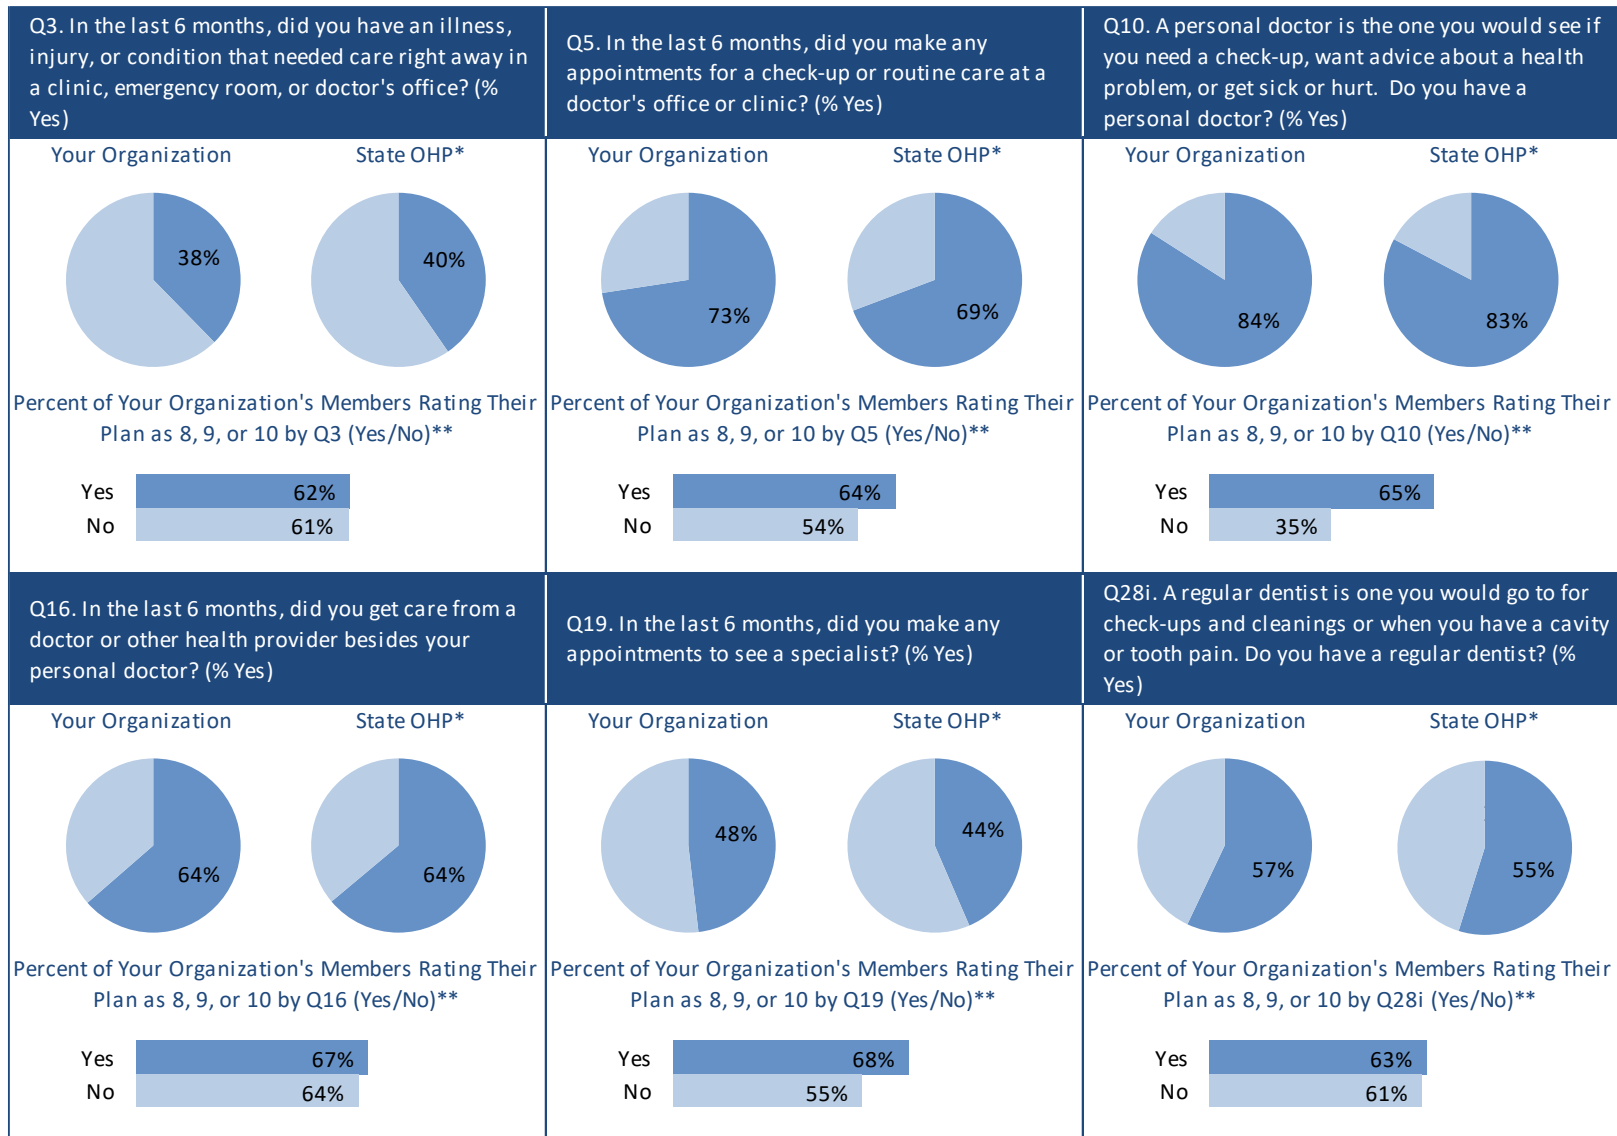 Q3. In the last 6 months, did you have an illness,
injury, or condition that needed care right away in
a clinic, emergency room, or doctor's office? (%
Yes)
Q5. In the last 6 months, did you make any
appointments for a check-up or routine care at a
doctor's office or clinic? (% Yes)
Q10. A personal doctor is the one you would see if
you need a check-up, want advice about a health
problem, or get sick or hurt. Do you have a
personal doctor? (% Yes)
Your Organization
State OHP*
38%
40%
Percent of Your Organization's Members Rating Their
Plan as 8, 9, or 10 by Q3 (Yes/No)**
Yes
62%
No
61%
Your Organization
State OHP*
73%
69%
Percent of Your Organization's Members Rating Their
Plan as 8, 9, or 10 by Q5 (Yes/No)**
Yes
64%
No
54%
Your Organization
State OHP*
84%
83%
Percent of Your Organization's Members Rating Their
Plan as 8, 9, or 10 by Q10 (Yes/No)**
Yes
65%
No
35%
Q16. In the last 6 months, did you get care from a
doctor or other health provider besides your
personal doctor? (% Yes)
Q19. In the last 6 months, did you make any
appointments to see a specialist? (% Yes)
Q28i. A regular dentist is one you would go to for
check-ups and cleanings or when you have a cavity
or tooth pain. Do you have a regular dentist? (%
Yes)
Your Organization
State OHP*
64%
64%
Percent of Your Organization's Members Rating Their
Plan as 8, 9, or 10 by Q16 (Yes/No)**
Yes
67%
No
64%
Your Organization
State OHP*
48%
44%
Percent of Your Organization's Members Rating Their
Plan as 8, 9, or 10 by Q19 (Yes/No)**
Yes
68%
No
55%
Your Organization
State OHP*
57%
55%
Percent of Your Organization's Members Rating Their
Plan as 8, 9, or 10 by Q28i (Yes/No)**
Yes
63%
No
61%